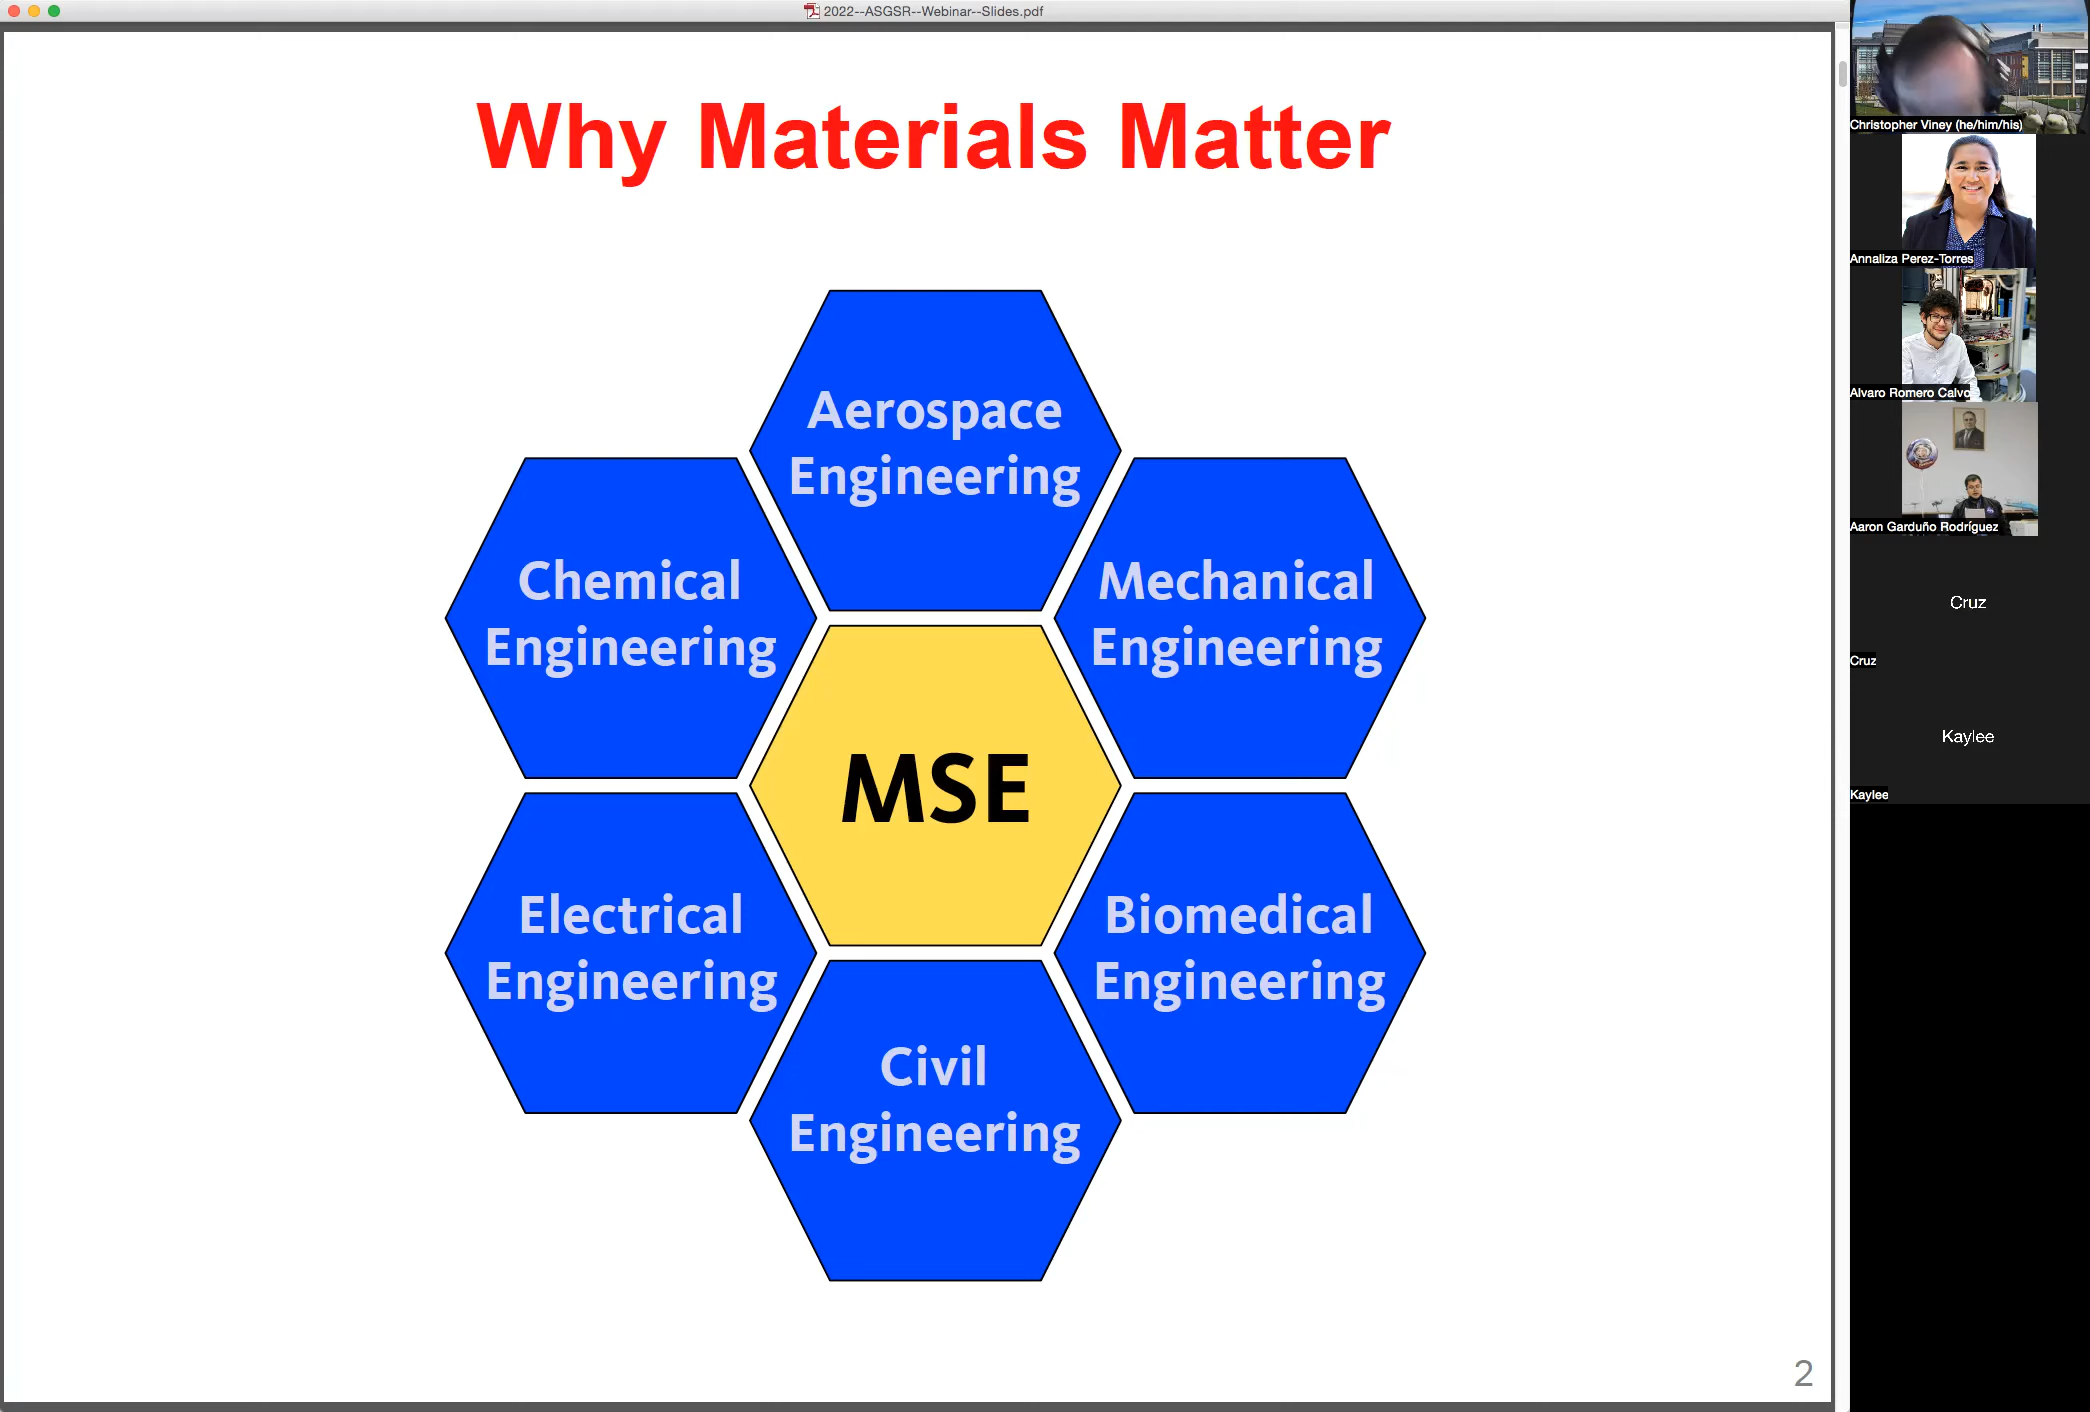 2022--ASGSR--Webinar--Slides.pdf
Why Materials Matter
Aerospace
Engineering
Chemical
Engineering
Mechanical
Engineering
MSE
Electrical
Engineering
Biomedical
Engineering
Civil
Engineering
2
Christopher Viney (he/him/his)
Annaliza Perez-Torres
Alvaro Romero Calvo
Aaron Garduño Rodríguez
Cruz
Cruz
Kaylee
Kaylee